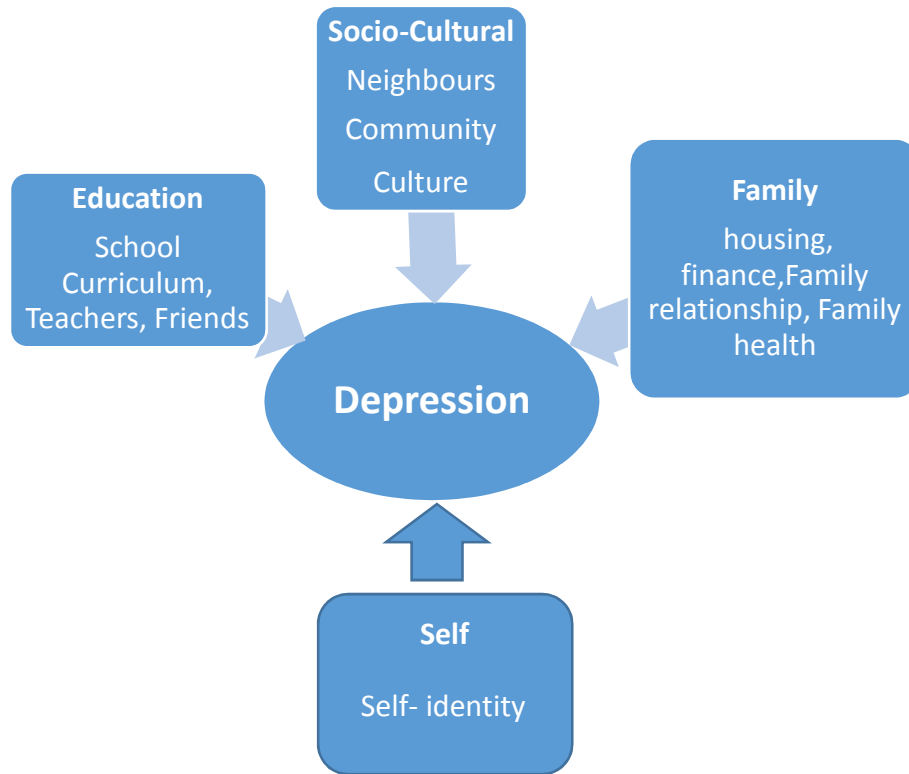 Socio-Cultural
Neighbours
Community
Culture
Education
School
Curriculum,
Teachers, Friends
Family
housing,
finance,Family
relationship, Family
health
Depression
Self
Self- identity